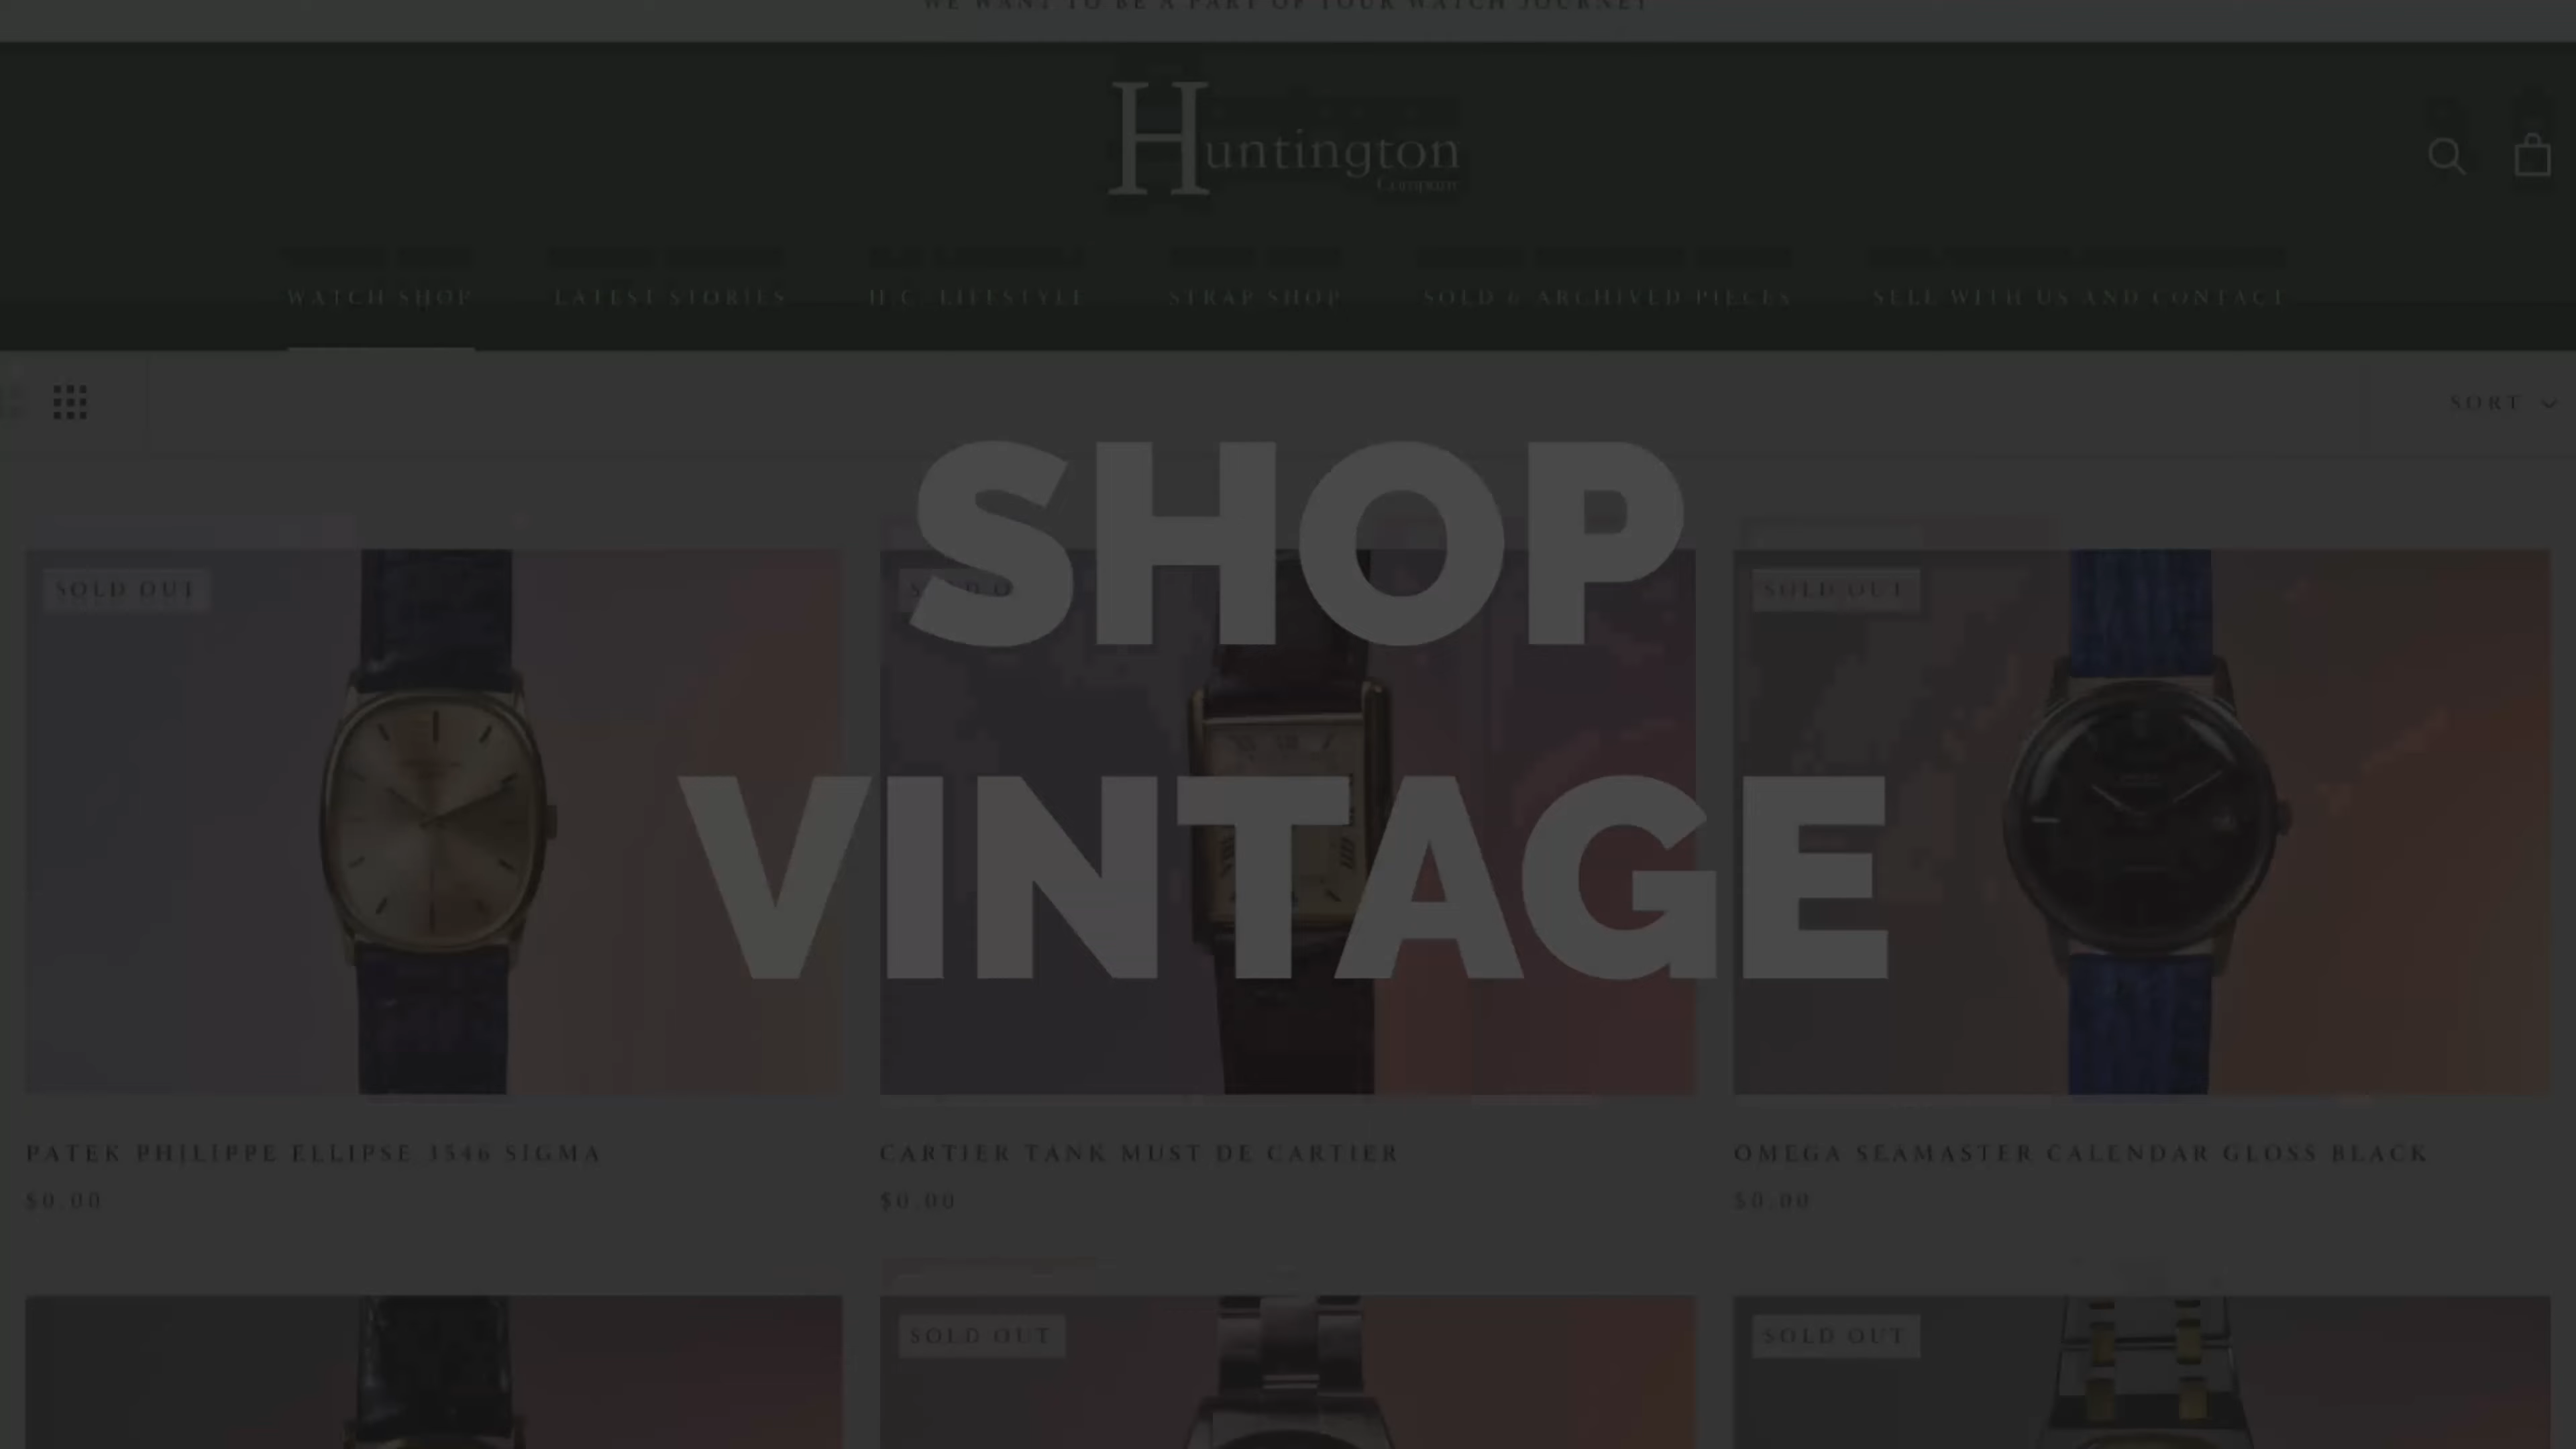 WE WANT TO BE A PART OF YOUR WATCH JOURNEY
Huntington
Company
WATCH SHOP LATEST STORIES H.C. LIFESTYLE STRAP SHOP SOLD & ARCHIVED PIECES SELL WITH US AND CONTACT
SORT
SHOP
VINTAGE
SOLD OUT
SOLD OUT
PATEK PHILIPPE ELLIPSE 3546 SIGMA
$0.00
CARTIER TANK MUST DE CARTIER
$0.00
OMEGA SEAMASTER CALENDAR GLOSS BLACK
$0.00
SOLD OUT
SOLD OUT